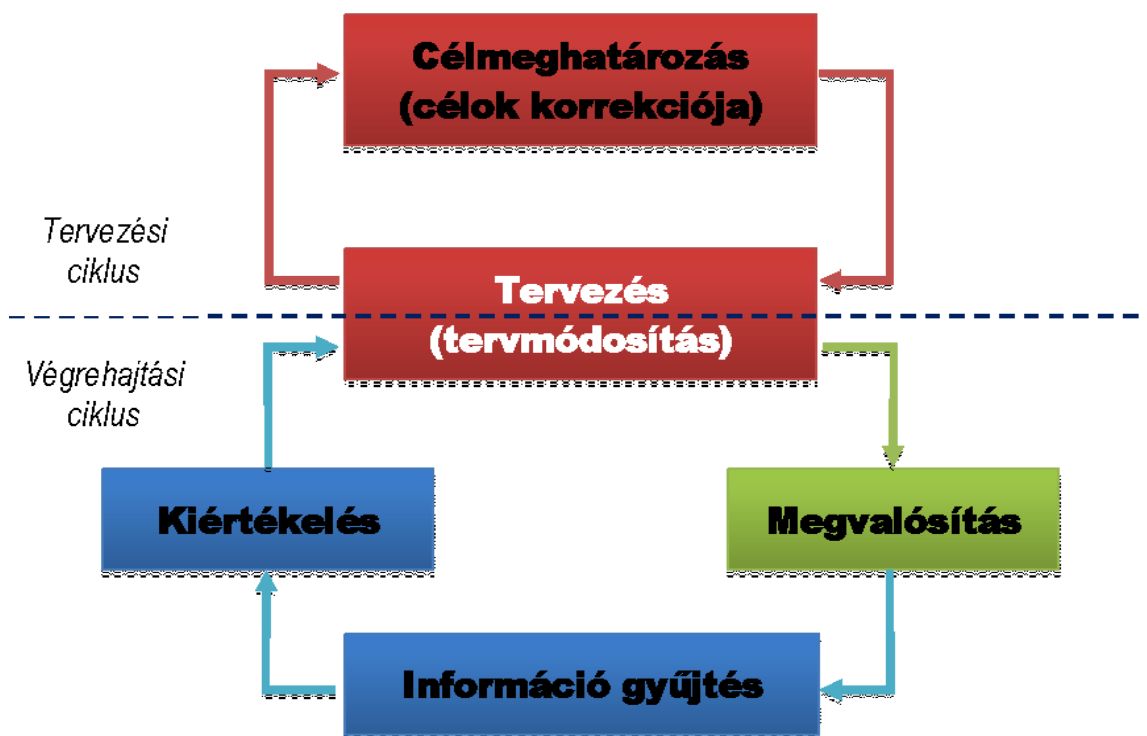 Célmeghatározás
(célok korrekciója)
Tervezési
ciklus
Tervezés
(tervmódosítás)
Végrehajtási
ciklus
Kiértékelés
Megvalósítás
Információ gyűjtés